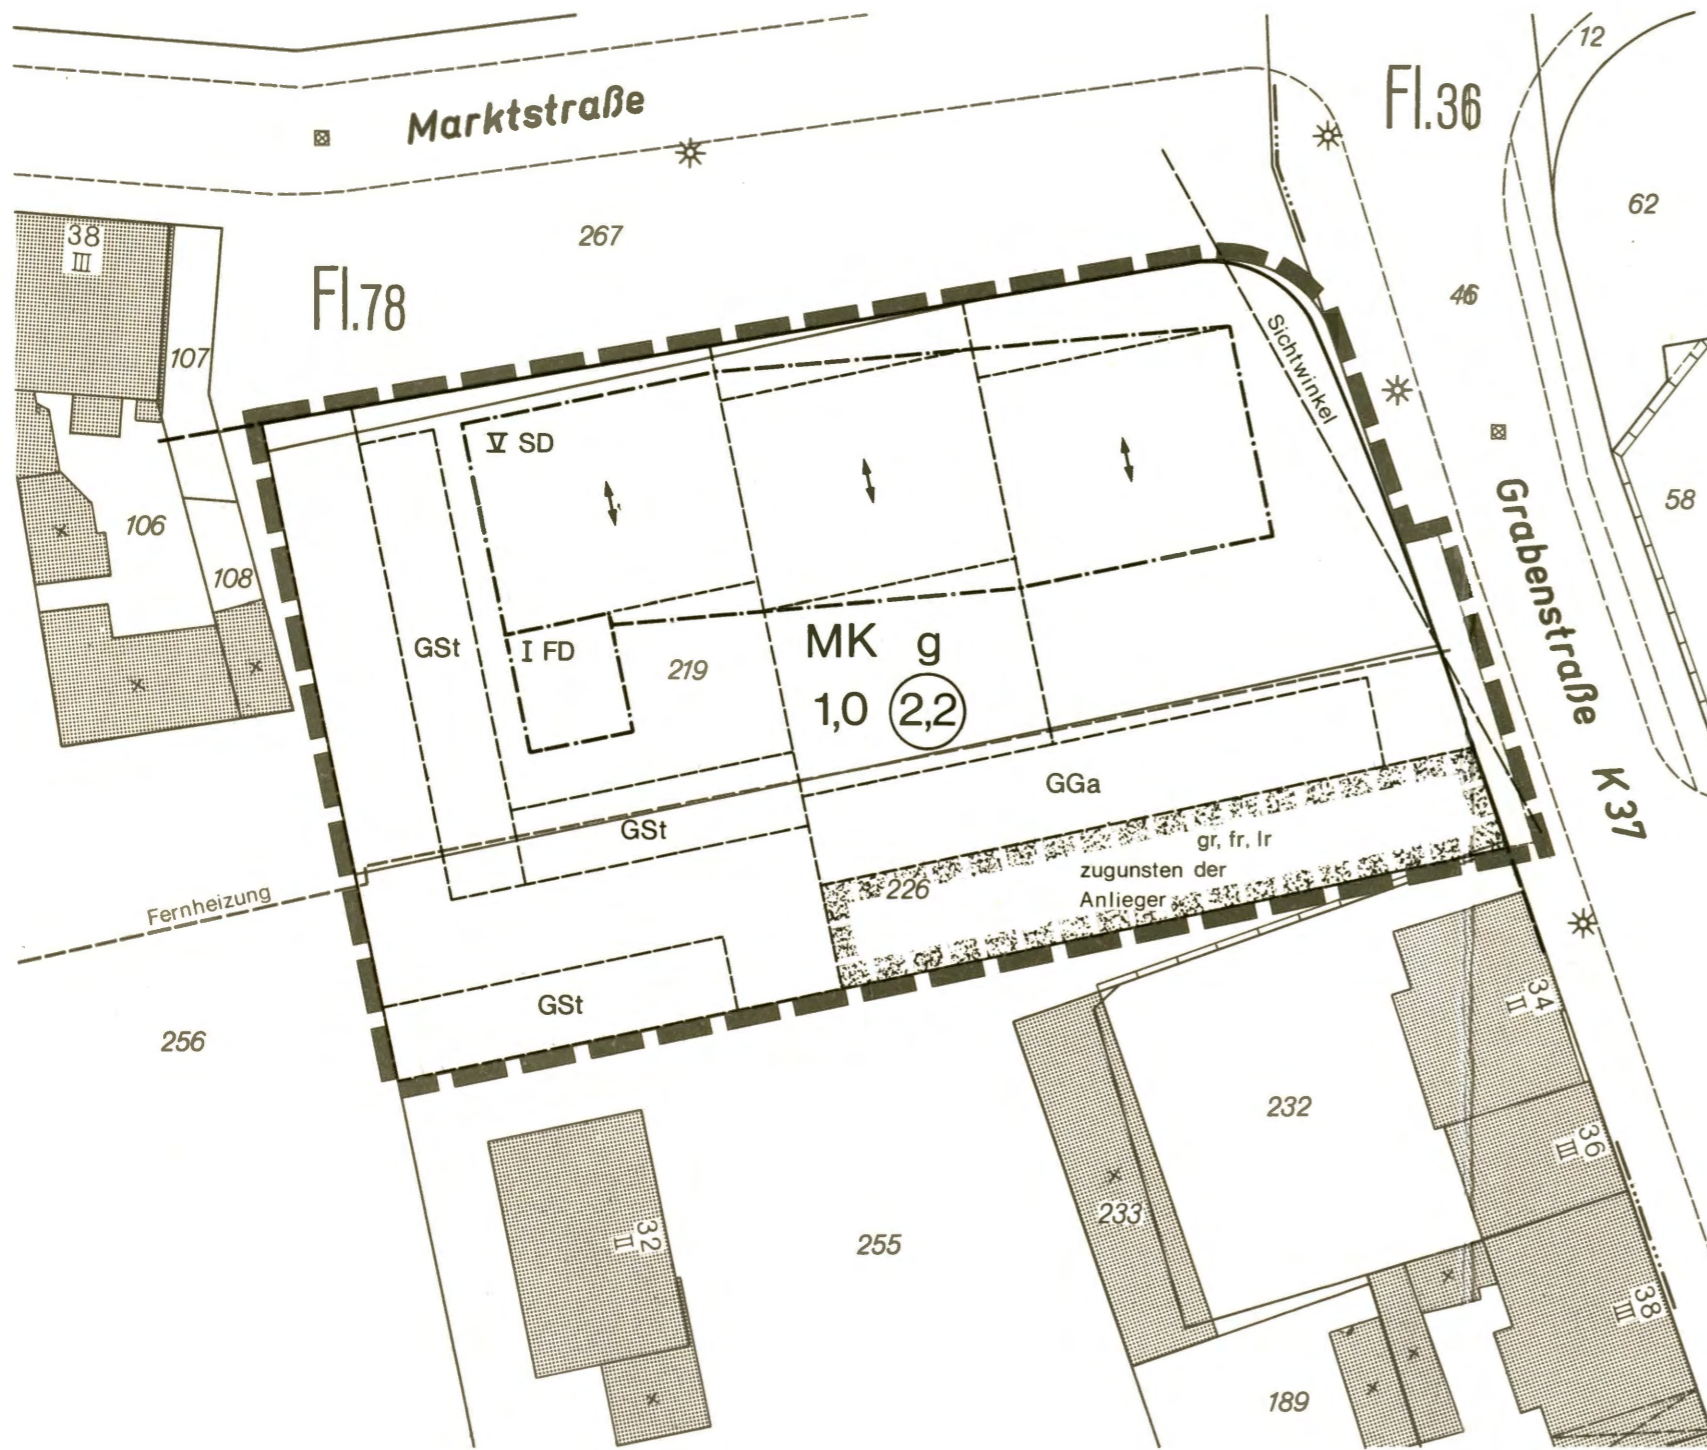 12
Fl.36
Marktstraße
62
267
38
III
Fl.78
46
107
Sichtwinkel
V SD
58
106
108
Grabenstraße K 37
GSt
I FD
219
MK g
1,0 2,2
GGa
GSt
gr, fr, lr
zugunsten der
Anlieger
226
Fernheizung
GSt
256
34
II
232
36
III
233
32
II
255
38
III
189